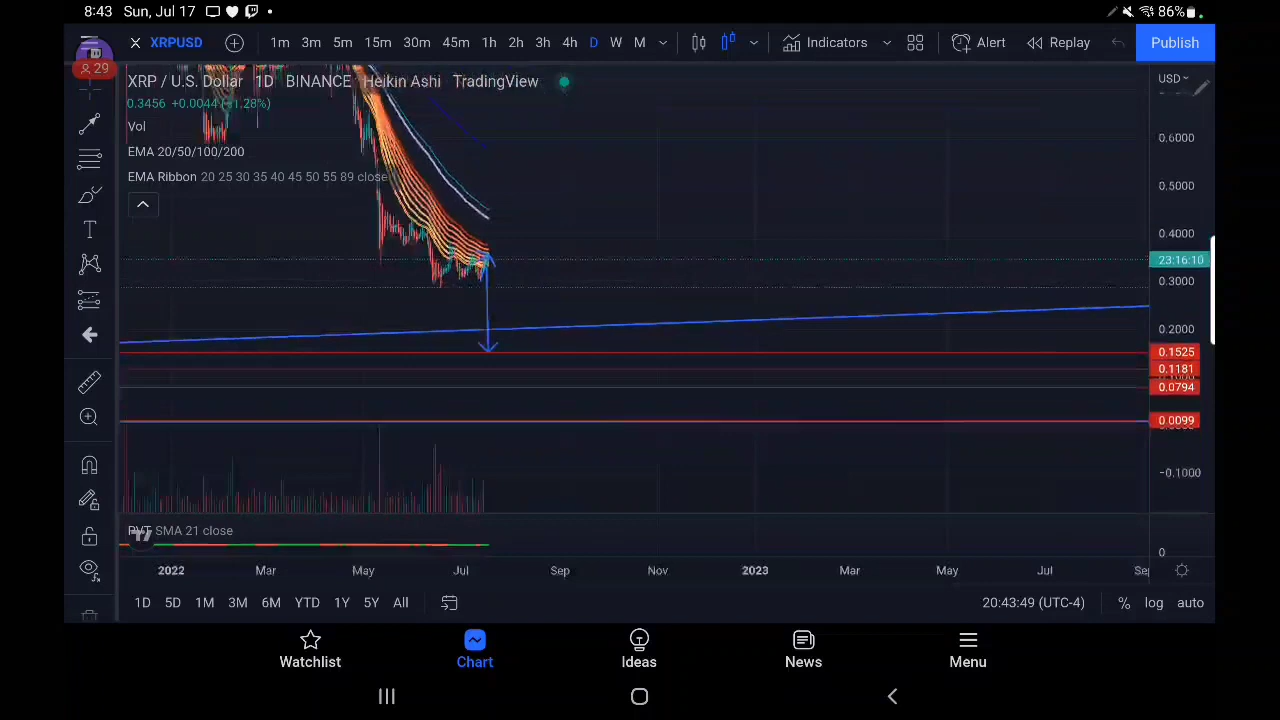 8:43 Sun, Jul 17 86%
29
XRPUSD 1m 3m 5m 15m 30m 45m 1h 2h 3h 4h D W M Indicators Alert Replay Publish
XRP / U.S. Dollar 1D BINANCE Heikin Ashi TradingView
USD
0.3456 +0.0044 (+1.28%)
Vol
EMA 20/50/100/200
EMA Ribbon 20 25 30 35 40 45 50 55 89 close
0.6000
0.5000
0.4000
23:16:10
0.3000
0.2000
0.1525
0.1181
0.0794
0.0099
−0.1000
PVT SMA 21 close
0
2022 Mar May Jul Sep Nov 2023 Mar May Jul Sep
1D 5D 1M 3M 6M YTD 1Y 5Y All 20:43:49 (UTC-4) % log auto
Watchlist Chart Ideas News Menu